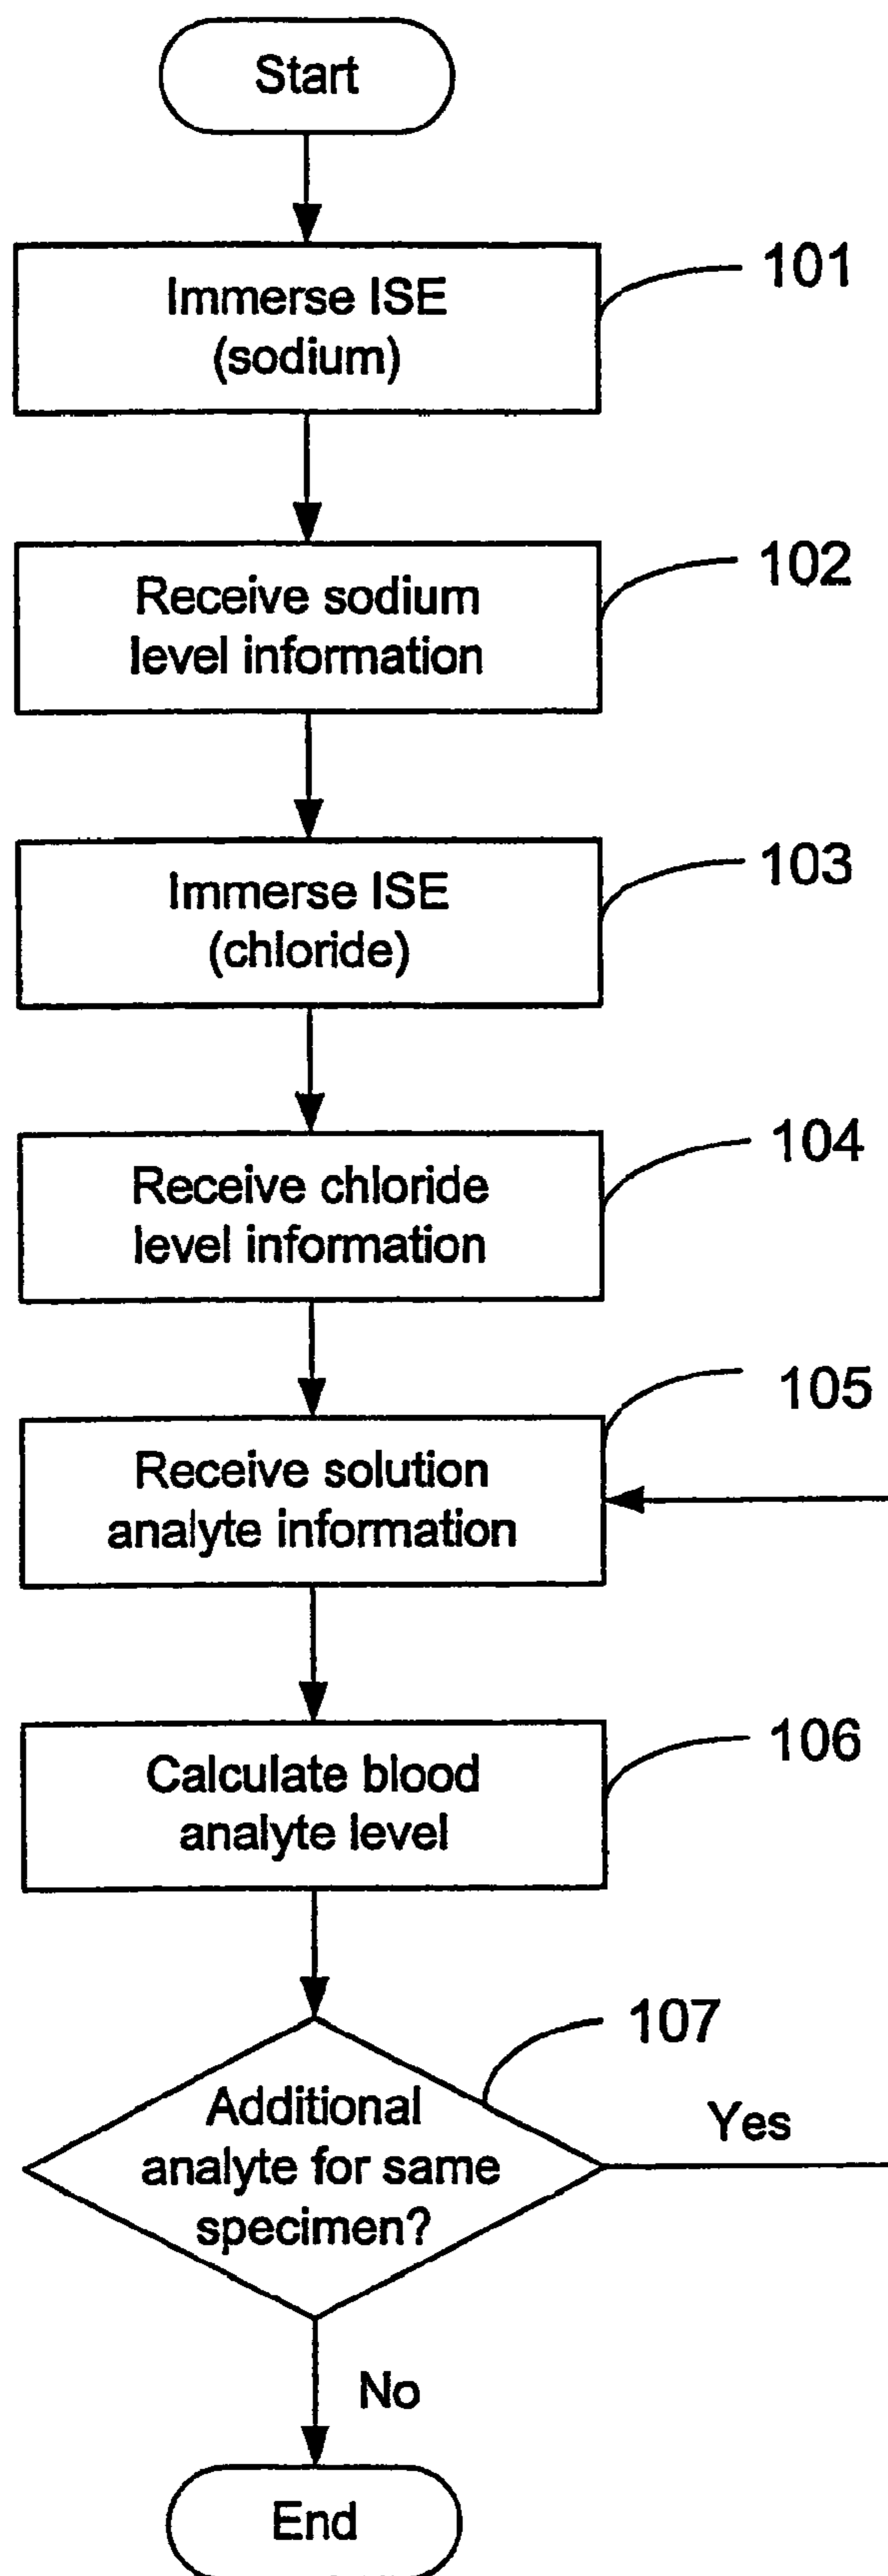 Start
Immerse ISE
(sodium)
101
Receive sodium
level information
102
Immerse ISE
(chloride)
103
Receive chloride
level information
104
Receive solution
analyte information
105
Calculate blood
analyte level
106
Additional
analyte for same
specimen?
107
Yes
No
End